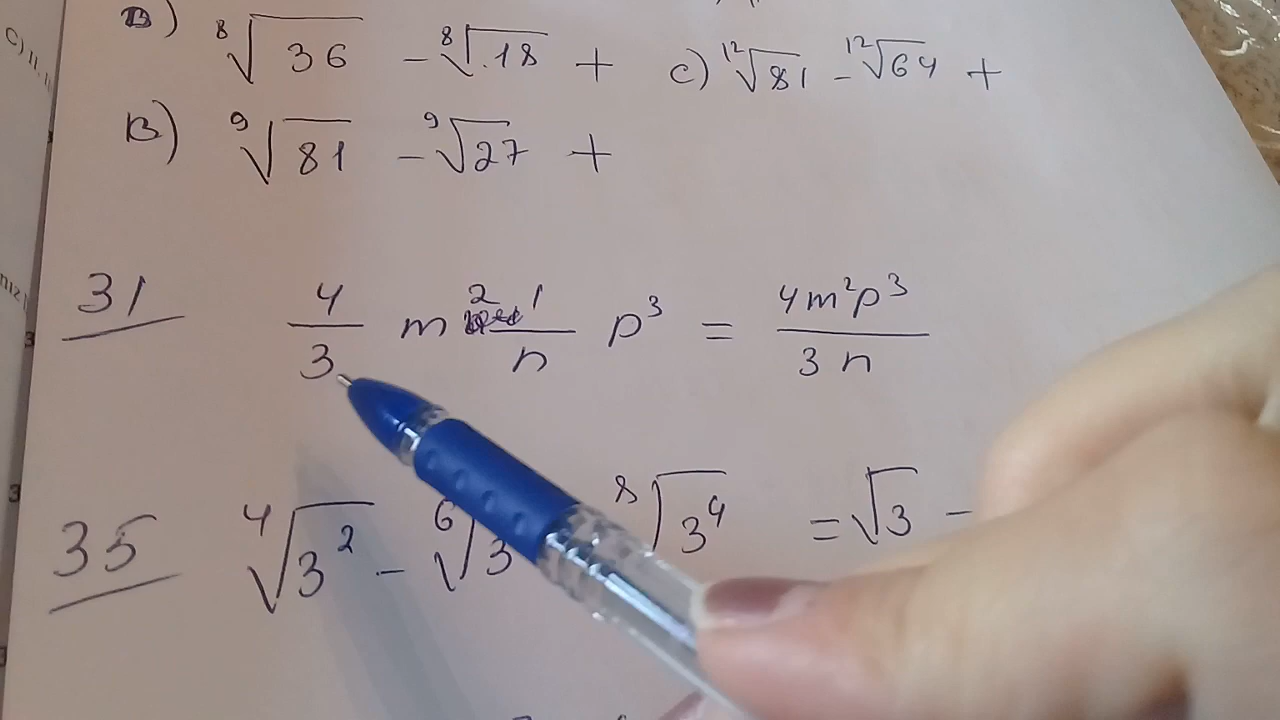 B) ⁸√36 - ⁸√18 + C) ¹²√81 - ¹²√64 +
B) ⁹√81 - ⁹√27 +
31 4/3 m² 1/n p³ = 4m²p³/3n
35 ⁴√3² - ⁶√3 ⁸√3⁴ = √3 -